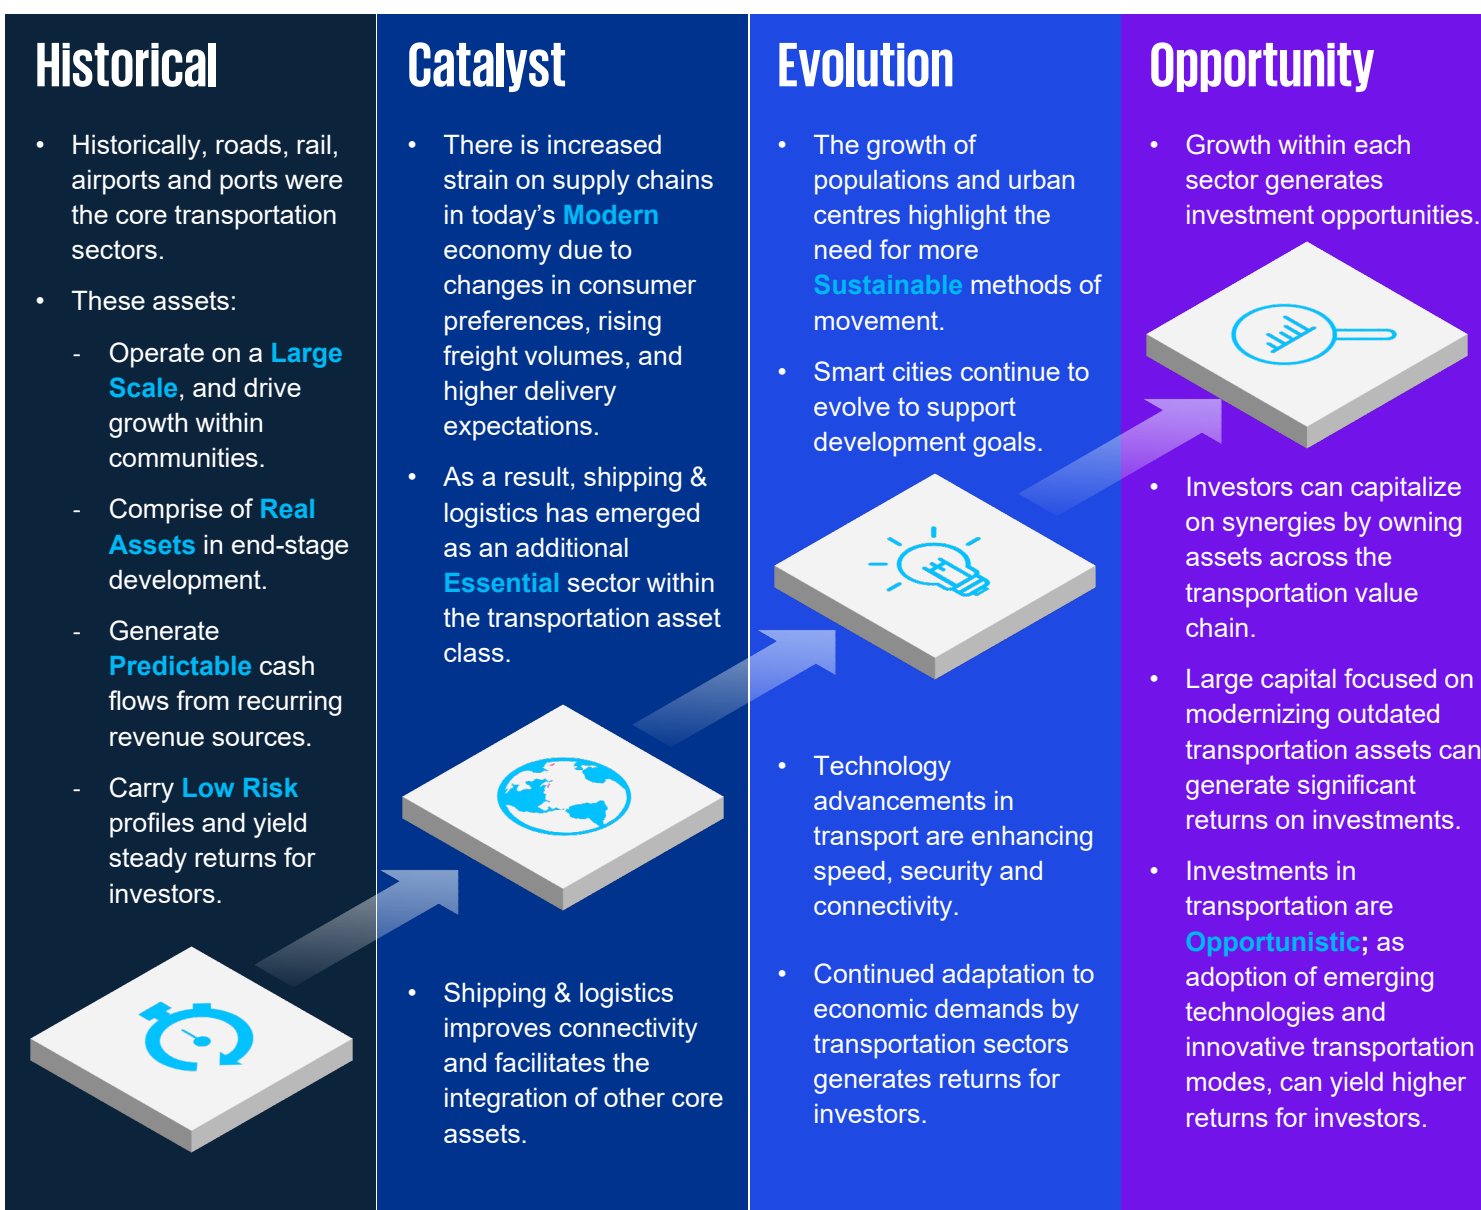 Historical
• Historically, roads, rail,
airports and ports were
the core transportation
sectors.
• These assets:
- Operate on a Large
Scale, and drive
growth within
communities.
- Comprise of Real
Assets in end-stage
development.
- Generate
Predictable cash
flows from recurring
revenue sources.
- Carry Low Risk
profiles and yield
steady returns for
investors.
Catalyst
• There is increased
strain on supply chains
in today's Modern
economy due to
changes in consumer
preferences, rising
freight volumes, and
higher delivery
expectations.
• As a result, shipping &
logistics has emerged
as an additional
Essential sector within
the transportation asset
class.
• Shipping & logistics
improves connectivity
and facilitates the
integration of other core
assets.
Evolution
• The growth of
populations and urban
centres highlight the
need for more
Sustainable methods of
movement.
• Smart cities continue to
evolve to support
development goals.
• Technology
advancements in
transport are enhancing
speed, security and
connectivity.
• Continued adaptation to
economic demands by
transportation sectors
generates returns for
investors.
Opportunity
• Growth within each
sector generates
investment opportunities.
• Investors can capitalize
on synergies by owning
assets across the
transportation value
chain.
• Large capital focused on
modernizing outdated
transportation assets can
generate significant
returns on investments.
• Investments in
transportation are
Opportunistic; as
adoption of emerging
technologies and
innovative transportation
modes, can yield higher
returns for investors.